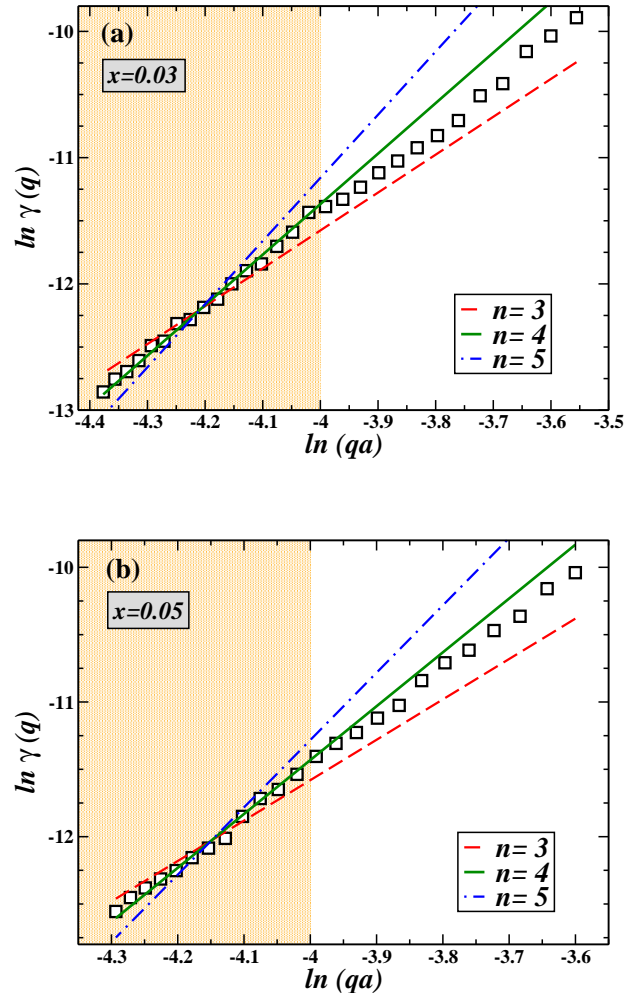 (a)
x=0.03
ln γ (q)
-10
-11
-12
-13
n= 3
n= 4
n= 5
-4.4 -4.3 -4.2 -4.1 -4 -3.9 -3.8 -3.7 -3.6 -3.5
ln (qa)
(b)
x=0.05
ln γ (q)
-10
-11
-12
n= 3
n= 4
n= 5
-4.3 -4.2 -4.1 -4 -3.9 -3.8 -3.7 -3.6
ln (qa)